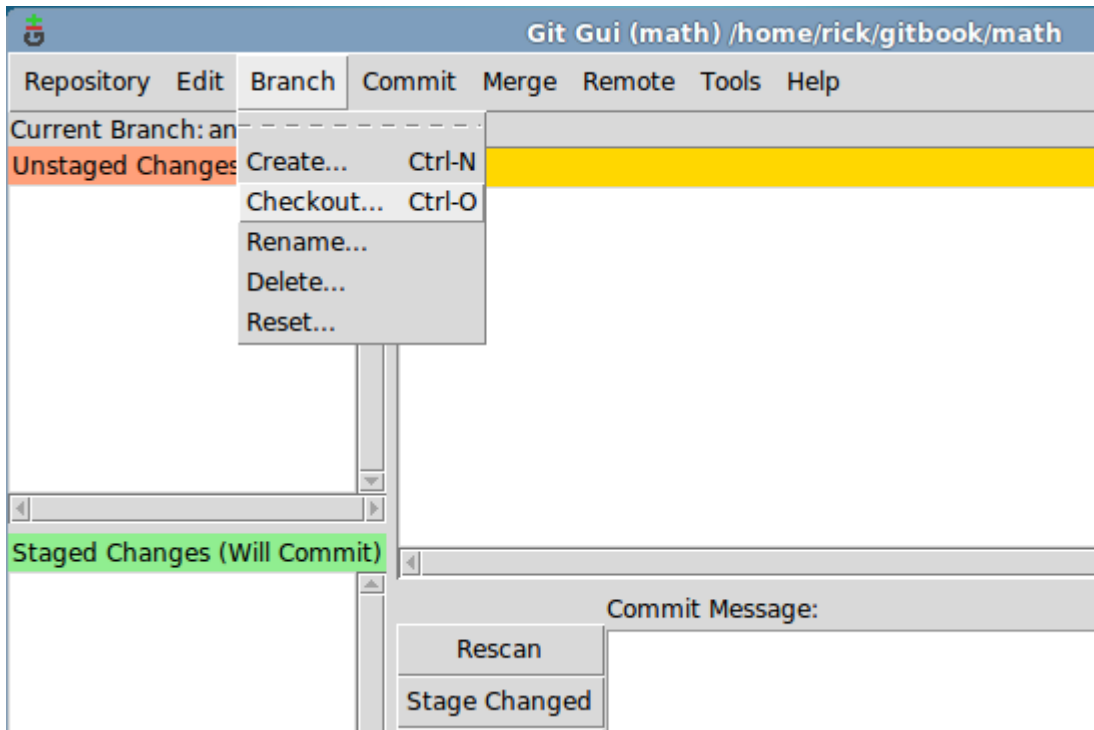 Git Gui (math) /home/rick/gitbook/math
Repository Edit Branch Commit Merge Remote Tools Help
Current Branch: an
Unstaged Changes
Create... Ctrl-N
Checkout... Ctrl-O
Rename...
Delete...
Reset...
Staged Changes (Will Commit)
Commit Message:
Rescan
Stage Changed